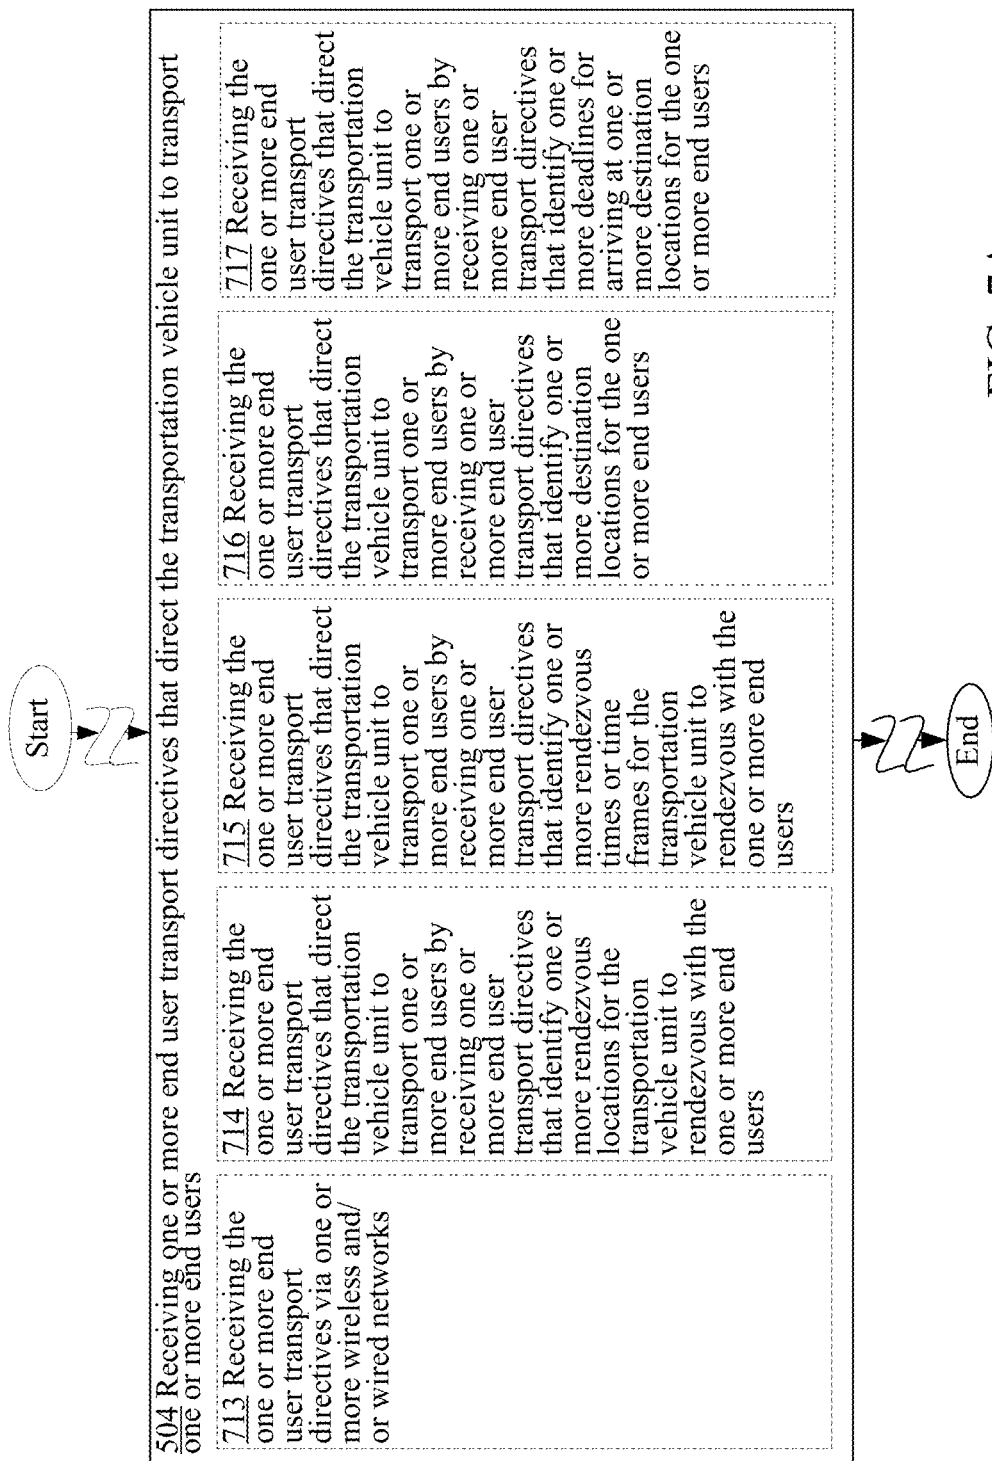 Start
504 Receiving one or more end user transport directives that direct the transportation vehicle unit to transport
one or more end users
713 Receiving the
one or more end
user transport
directives via one or
more wireless and/
or wired networks
714 Receiving the
one or more end
user transport
directives that direct
the transportation
vehicle unit to
transport one or
more end users by
receiving one or
more end user
transport directives
that identify one or
more rendezvous
locations for the
transportation
vehicle unit to
rendezvous with the
one or more end
users
715 Receiving the
one or more end
user transport
directives that direct
the transportation
vehicle unit to
transport one or
more end users by
receiving one or
more end user
transport directives
that identify one or
more rendezvous
times or time
frames for the
transportation
vehicle unit to
rendezvous with the
one or more end
users
716 Receiving the
one or more end
user transport
directives that direct
the transportation
vehicle unit to
transport one or
more end users by
receiving one or
more end user
transport directives
that identify one or
more destination
locations for the one
or more end users
717 Receiving the
one or more end
user transport
directives that direct
the transportation
vehicle unit to
transport one or
more end users by
receiving one or
more end user
transport directives
that identify one or
more deadlines for
arriving at one or
more destination
locations for the one
or more end users
End